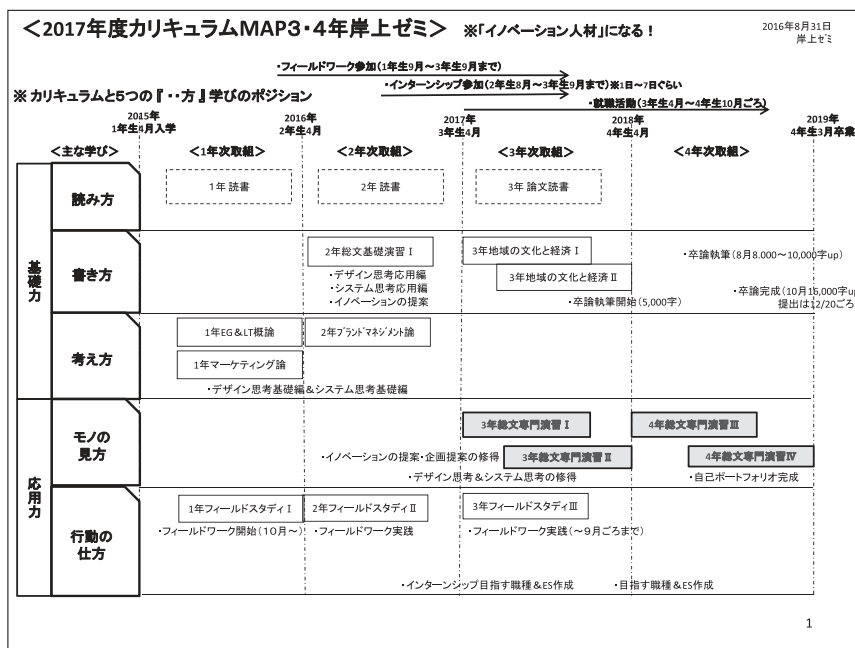 ＜2017年度カリキュラムMAP3・4年岸上ゼミ＞ ※「イノベーション人材」になる！
2016年8月31日
岸上ゼミ
・フィールドワーク参加（1年生9月～3年生9月まで）
・インターンシップ参加（2年生8月～3年生9月まで）※1日～7日ぐらい
※ カリキュラムと5つの『・・方』学びのポジション
・就職活動（3年生4月～4年生10月ごろ）
2015年
1年生4月入学
2016年
2年生4月
2017年
3年生4月
2018年
4年生4月
2019年
4年生3月卒業
＜主な学び＞ ＜1年次取組＞ ＜2年次取組＞ ＜3年次取組＞ ＜4年次取組＞
基礎力
読み方
1年 読書
2年 読書
3年 論文読書
書き方
2年総文基礎演習Ⅰ
・デザイン思考応用編
・システム思考応用編
・イノベーションの提案
3年地域の文化と経済Ⅰ
3年地域の文化と経済Ⅱ
・卒論執筆開始（5,000字）
・卒論執筆（8月8.000～10,000字up）
・卒論完成（10月16,000字up
提出は12/20ごろ
考え方
1年EG＆LT概論
2年ブランドマネジメント論
1年マーケティング論
・デザイン思考基礎編＆システム思考基礎編
応用力
モノの
見方
3年総文専門演習Ⅰ
4年総文専門演習Ⅲ
・イノベーションの提案・企画提案の修得
3年総文専門演習Ⅱ
4年総文専門演習Ⅳ
・デザイン思考＆システム思考の修得
・自己ポートフォリオ完成
行動の
仕方
1年フィールドスタディⅠ
2年フィールドスタディⅡ
3年フィールドスタディⅢ
・フィールドワーク開始（10月～）
・フィールドワーク実践
・フィールドワーク実践（～9月ごろまで）
・インターンシップ目指す職種＆ES作成
・目指す職種＆ES作成
1